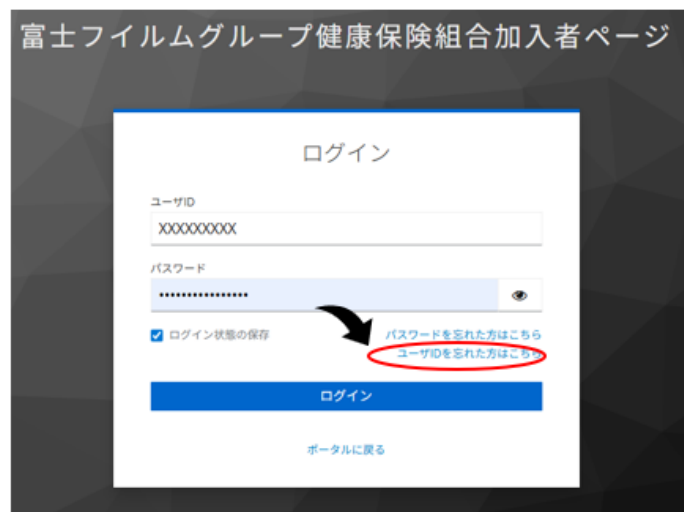 富士フイルムグループ健康保険組合加入者ページ
ログイン
ユーザID
XXXXXXXXX
パスワード
••••••••••••••••
ログイン状態の保存
パスワードを忘れた方はこちら
ユーザIDを忘れた方はこちら
ログイン
ポータルに戻る